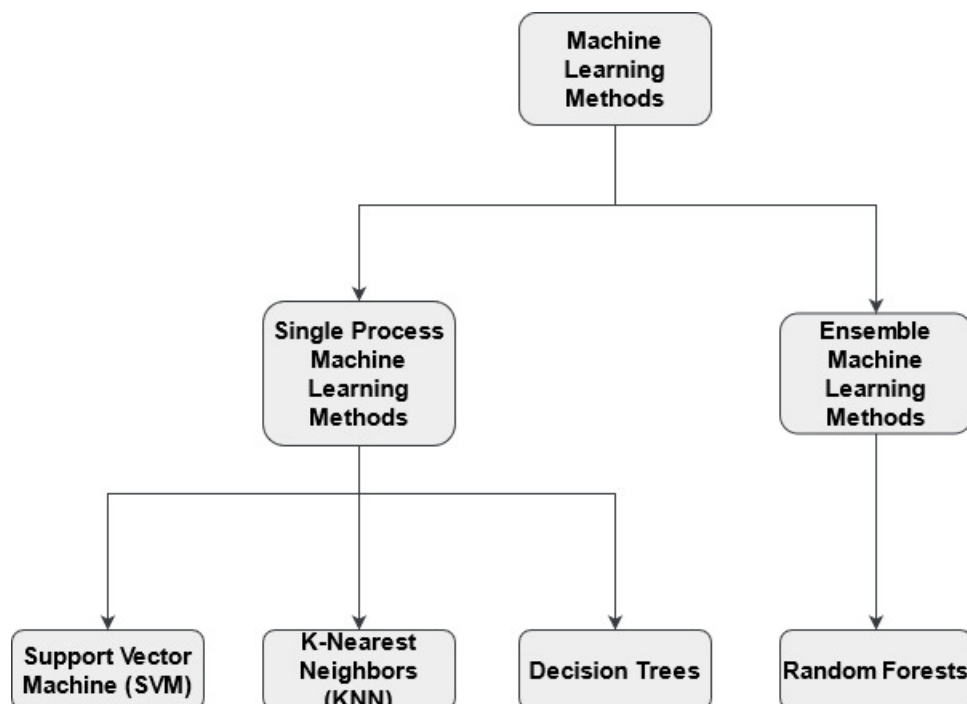 Machine
Learning
Methods
Single Process
Machine
Learning
Methods
Ensemble
Machine
Learning
Methods
Support Vector
Machine (SVM)
K-Nearest
Neighbors
(KNN)
Decision Trees
Random Forests